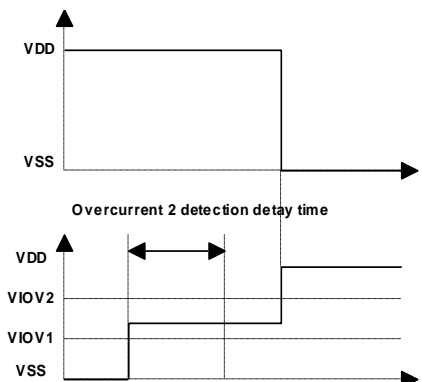 VDD
VSS
Overcurrent 2 detection detay time
VDD
VIOV2
VIOV1
VSS